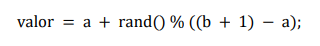 valor = a + rand() % ((b + 1) − a);